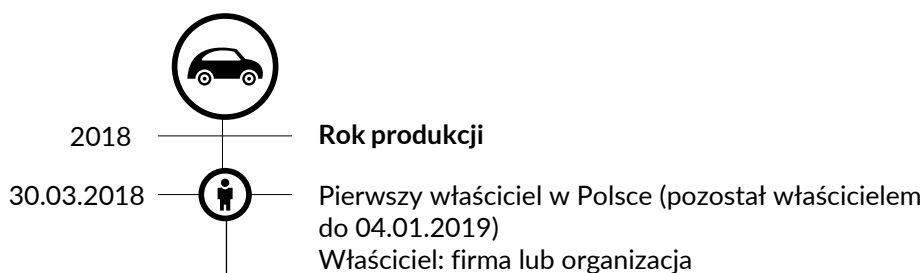 2018 Rok produkcji
30.03.2018 Pierwszy właściciel w Polsce (pozostał właścicielem
do 04.01.2019)
Właściciel: firma lub organizacja